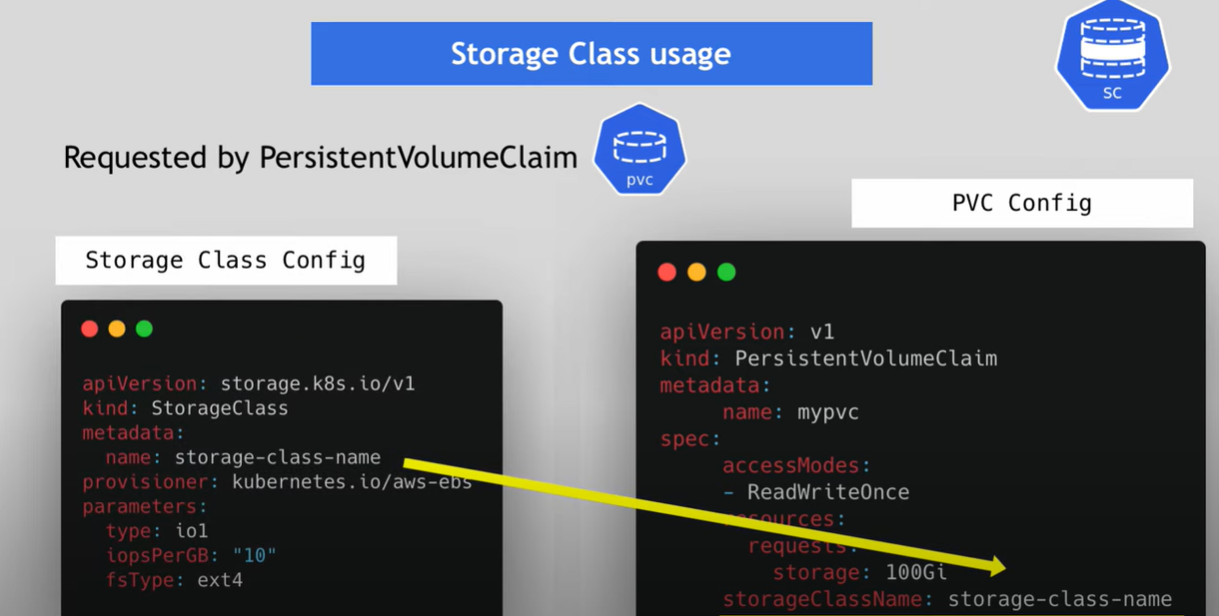 Storage Class usage
SC
Requested by PersistentVolumeClaim
pvc
PVC Config
Storage Class Config
apiVersion: storage.k8s.io/v1
kind: StorageClass
metadata:
  name: storage-class-name
provisioner: kubernetes.io/aws-ebs
parameters:
  type: io1
  iopsPerGB: "10"
  fsType: ext4
apiVersion: v1
kind: PersistentVolumeClaim
metadata:
     name: mypvc
spec:
     accessModes:
     - ReadWriteOnce
     resources:
       requests:
         storage: 100Gi
     storageClassName: storage-class-name